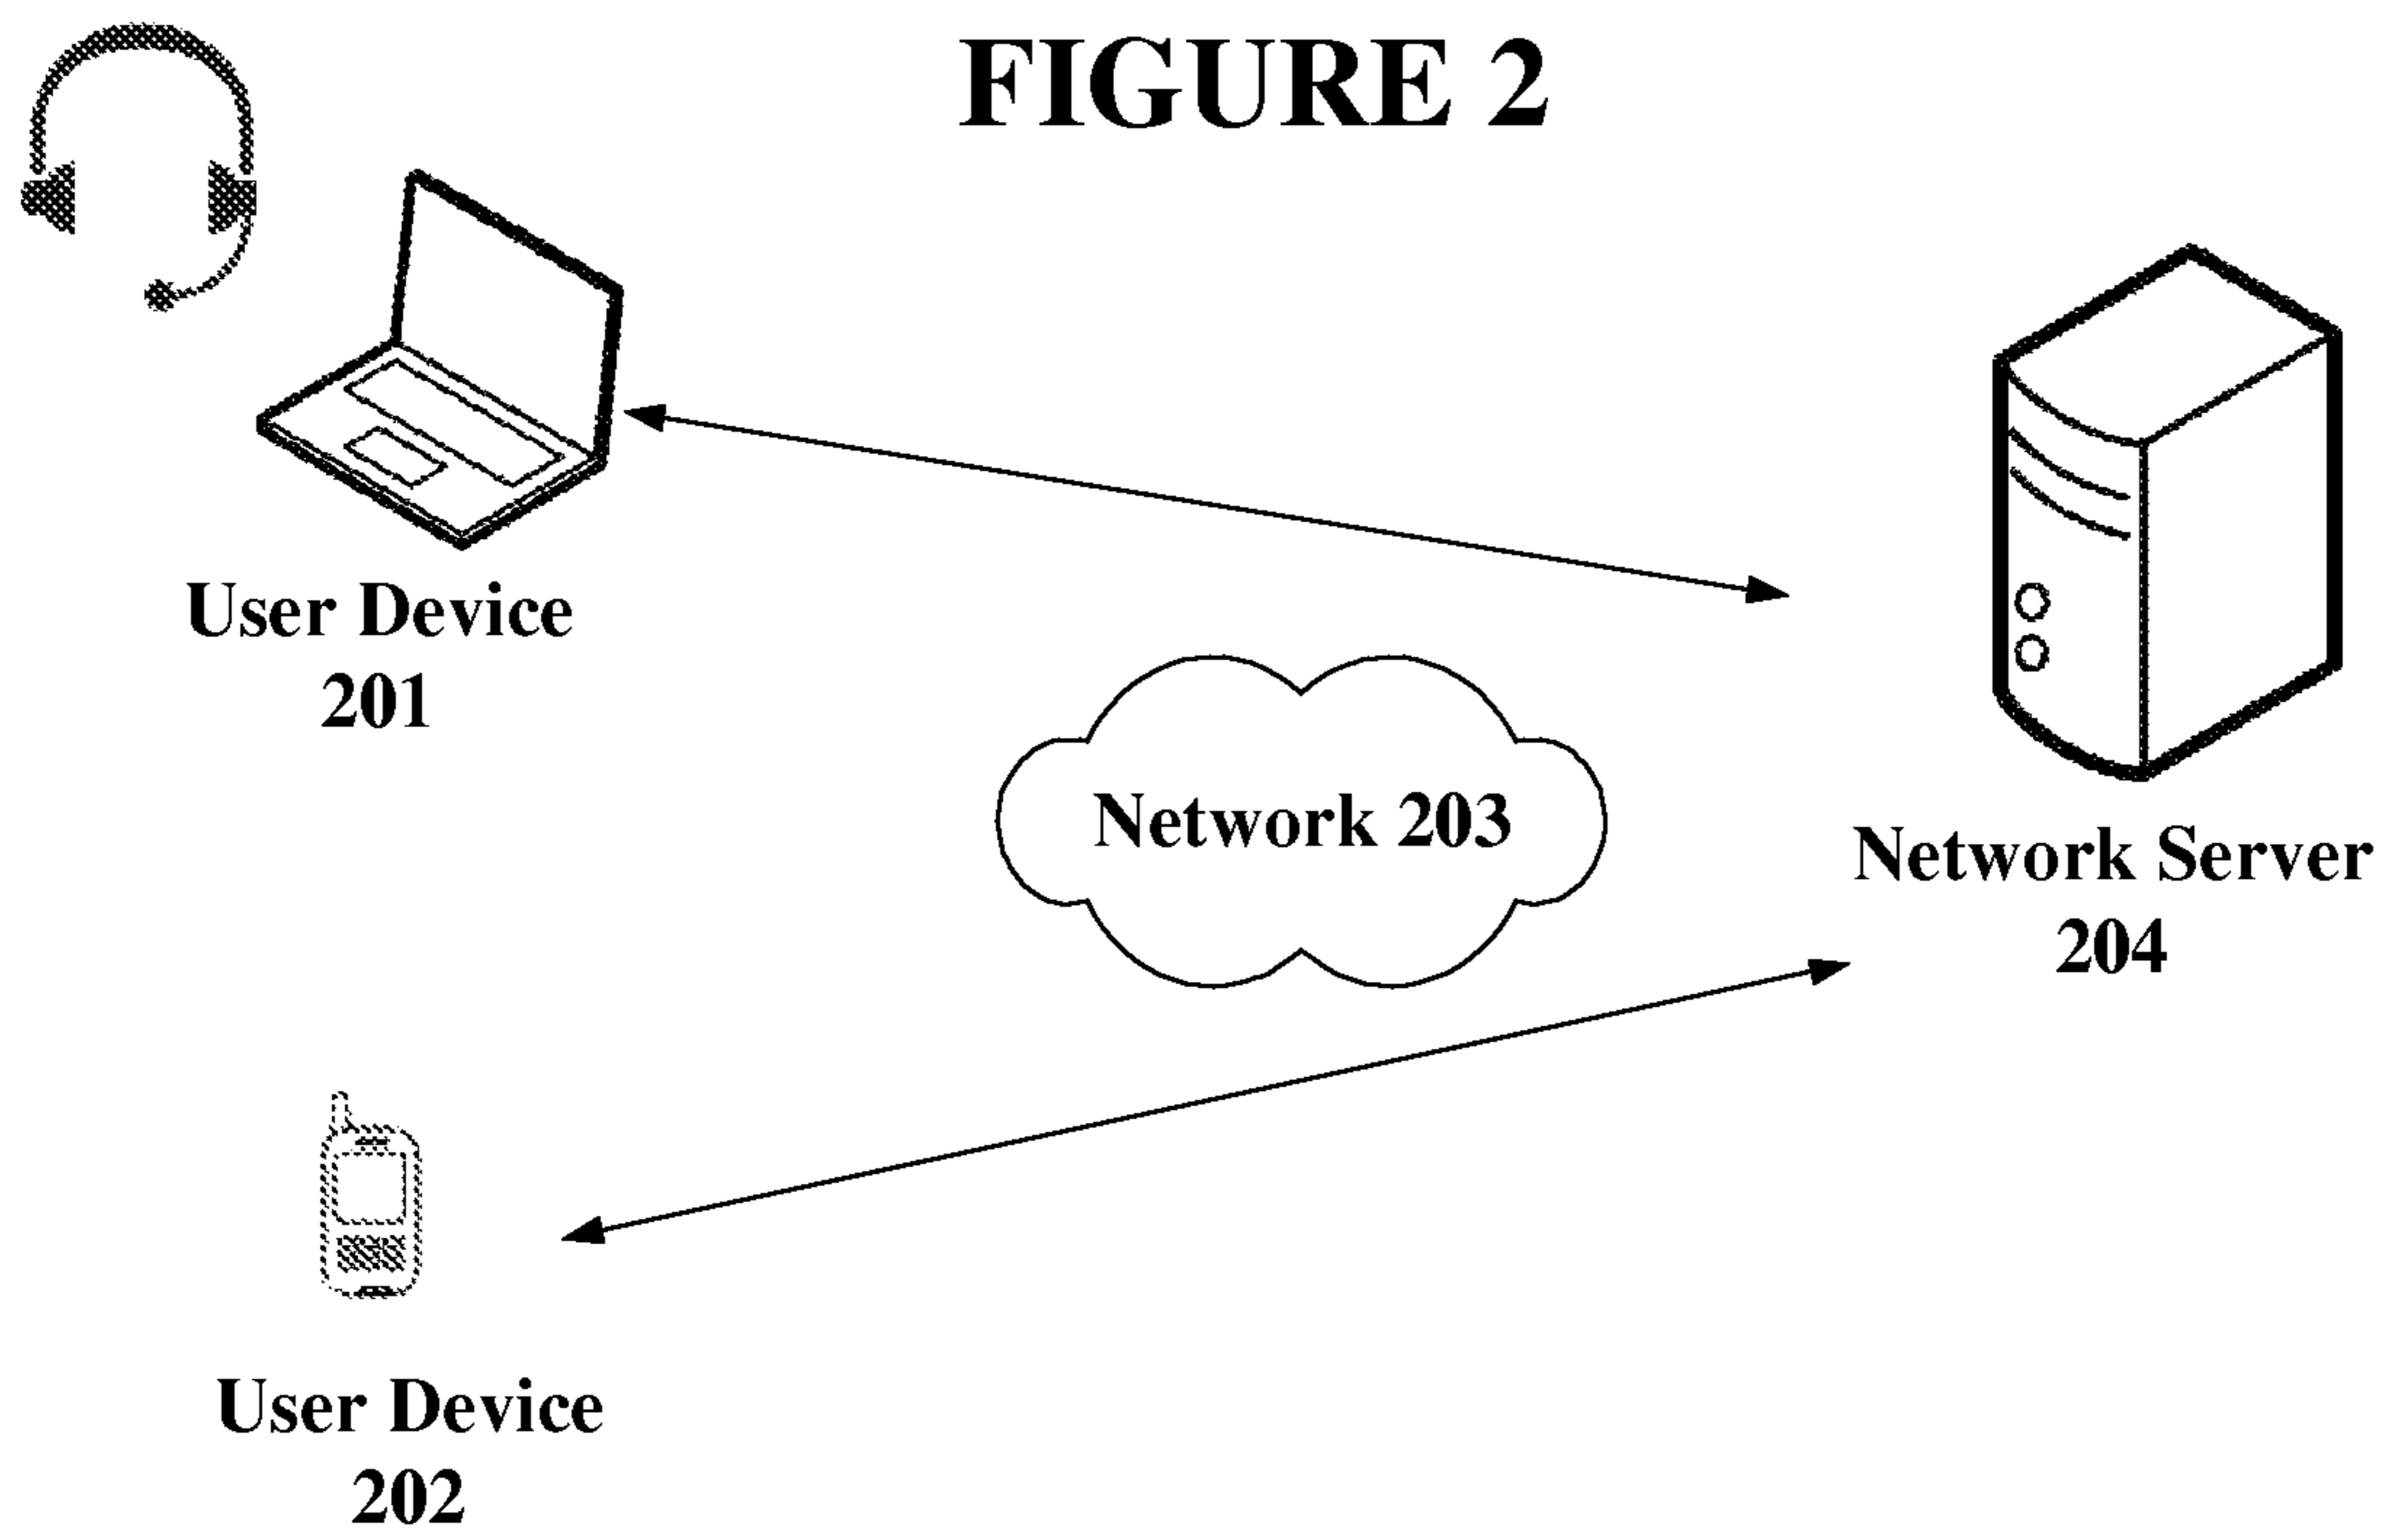 FIGURE 2
User Device
201
Network 203
Network Server
204
User Device
202